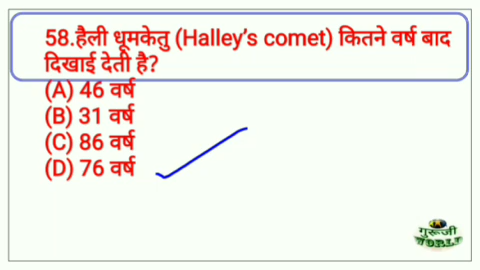 58.हैली धूमकेतु (Halley's comet) कितने वर्ष बाद
दिखाई देती है?
(A) 46 वर्ष
(B) 31 वर्ष
(C) 86 वर्ष
(D) 76 वर्ष
गुरूजी
WORLD